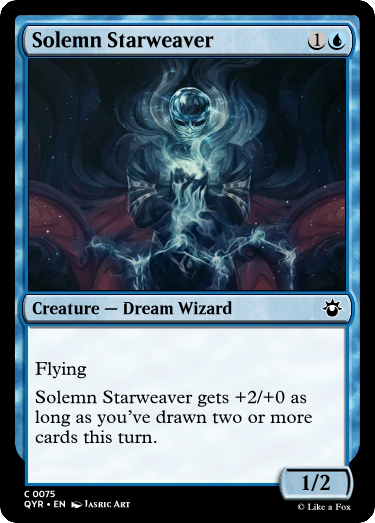 Solemn Starweaver 1
Creature — Dream Wizard
Flying
Solemn Starweaver gets +2/+0 as
long as you've drawn two or more
cards this turn.
1/2
C 0075
QYR • EN Jasric Art
© Like a Fox